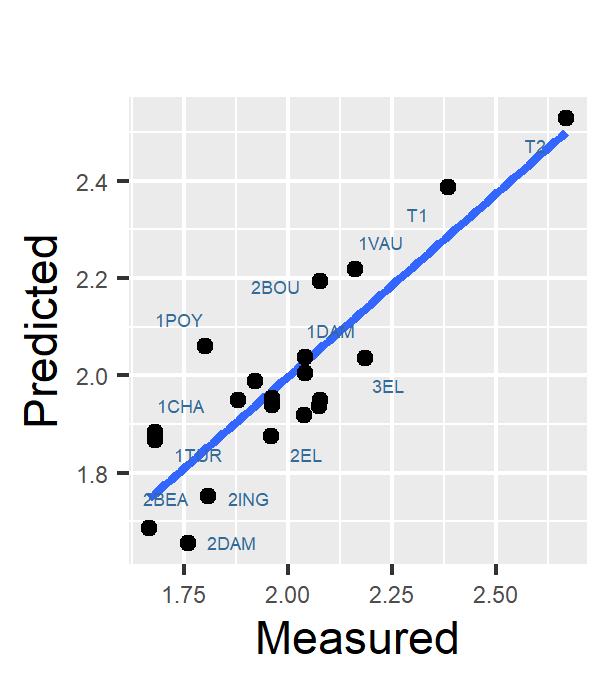 T2
2.4
T1
1VAU
2.2
2BOU
1POY
1DAM
Predicted
2.0
3EL
1CHA
1TUR
2EL
1.8
2BEA
2ING
2DAM
1.75
2.00
2.25
2.50
Measured